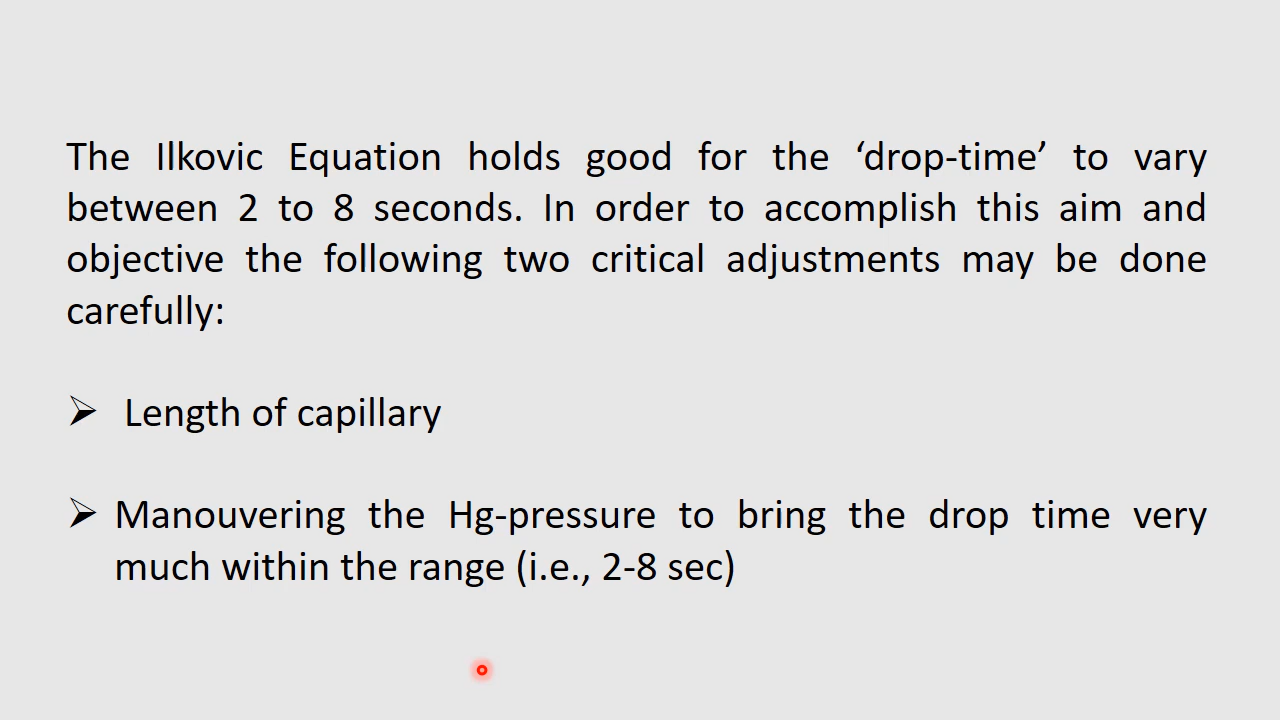 The Ilkovic Equation holds good for the ‘drop-time’ to vary
between 2 to 8 seconds. In order to accomplish this aim and
objective the following two critical adjustments may be done
carefully:
➢ Length of capillary
➢ Manouvering the Hg-pressure to bring the drop time very
much within the range (i.e., 2-8 sec)